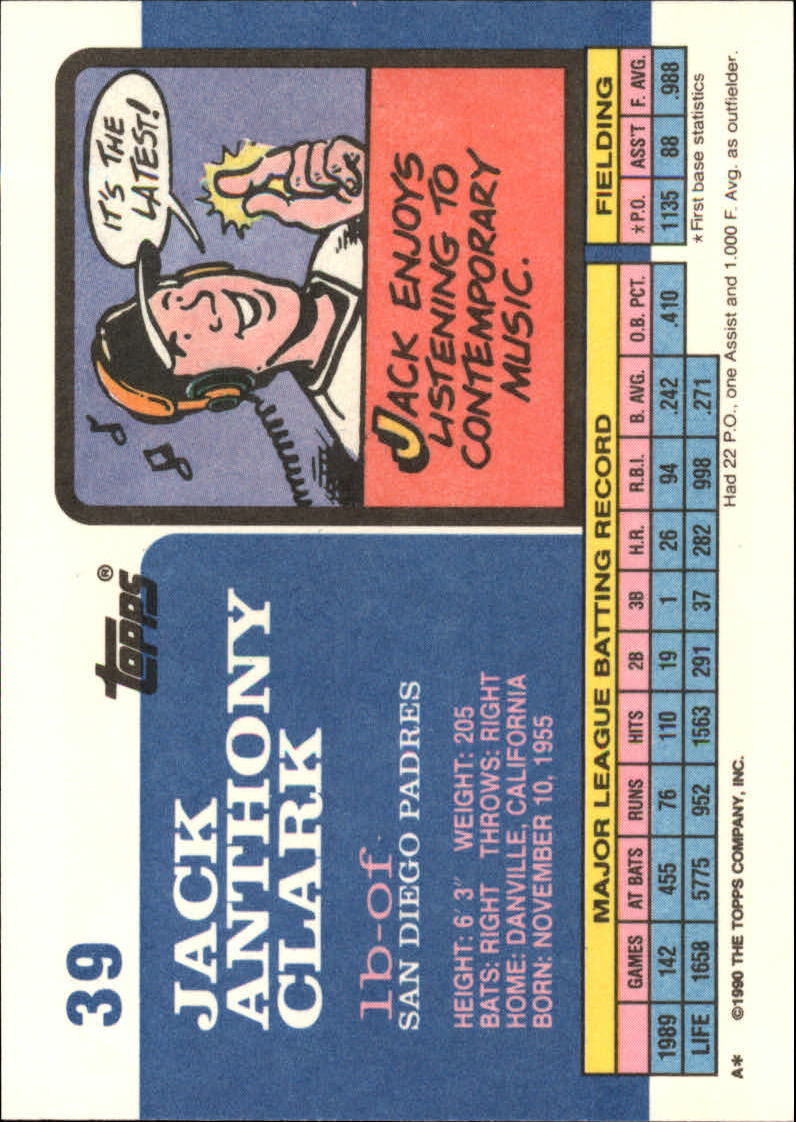 39
Topps®
JACK
ANTHONY
CLARK
1b-of
SAN DIEGO PADRES
HEIGHT: 6' 3" WEIGHT: 205
BATS: RIGHT THROWS: RIGHT
HOME: DANVILLE, CALIFORNIA
BORN: NOVEMBER 10, 1955
IT'S THE
LATEST!
JACK ENJOYS
LISTENING TO
CONTEMPORARY
MUSIC.
MAJOR LEAGUE BATTING RECORD FIELDING
GAMES AT BATS RUNS HITS 2B 3B H.R. R.B.I. B. AVG. O.B. PCT. *P.O. ASS'T F. AVG.
1989 142 455 76 110 19 1 26 94 .242 .410 1135 88 .988
LIFE 1658 5775 952 1563 291 37 282 998 .271
*First base statistics
A* ©1990 THE TOPPS COMPANY, INC. Had 22 P.O., one Assist and 1.000 F. Avg. as outfielder.